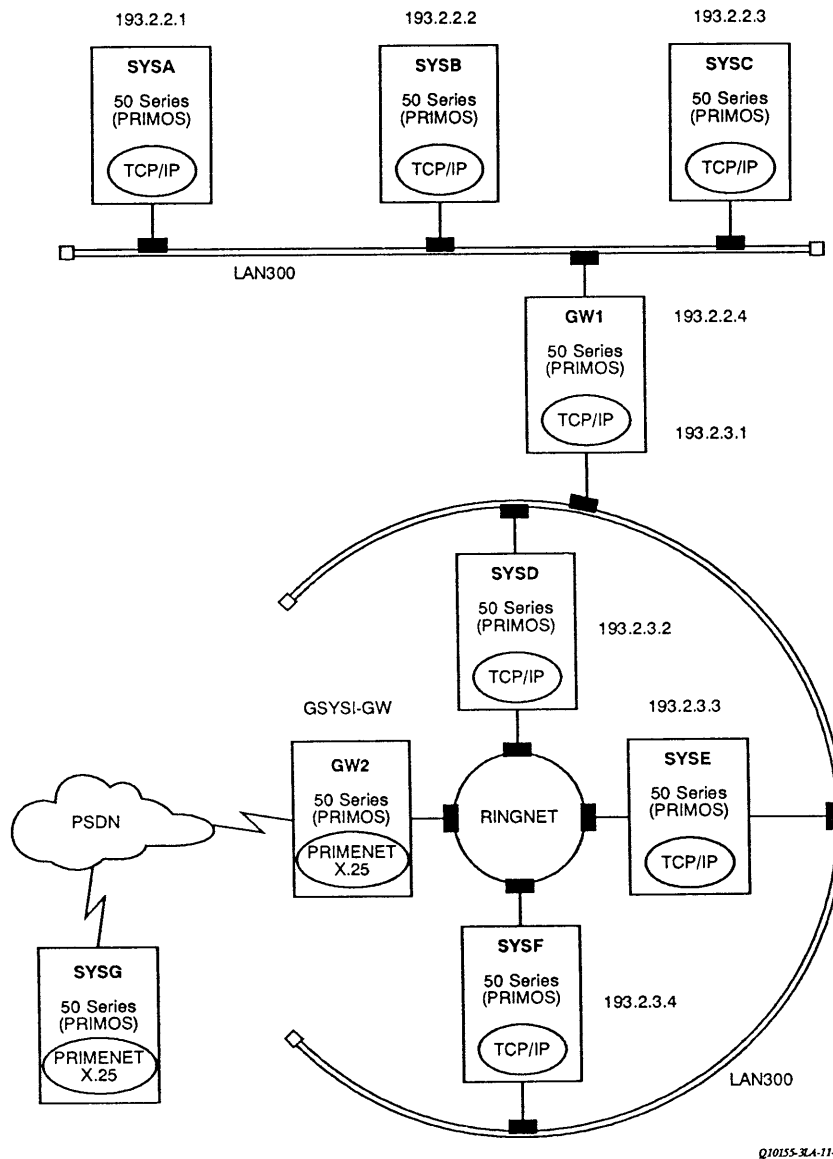 193.2.2.1
193.2.2.2
193.2.2.3
SYSA
50 Series
(PRIMOS)
TCP/IP
SYSB
50 Series
(PRIMOS)
TCP/IP
SYSC
50 Series
(PRIMOS)
TCP/IP
LAN300
GW1
50 Series
(PRIMOS)
TCP/IP
193.2.2.4
193.2.3.1
SYSD
50 Series
(PRIMOS)
TCP/IP
193.2.3.2
GSYSI-GW
GW2
50 Series
(PRIMOS)
PRIMENET
X.25
RINGNET
193.2.3.3
SYSE
50 Series
(PRIMOS)
TCP/IP
PSDN
SYSG
50 Series
(PRIMOS)
PRIMENET
X.25
SYSF
50 Series
(PRIMOS)
TCP/IP
193.2.3.4
LAN300